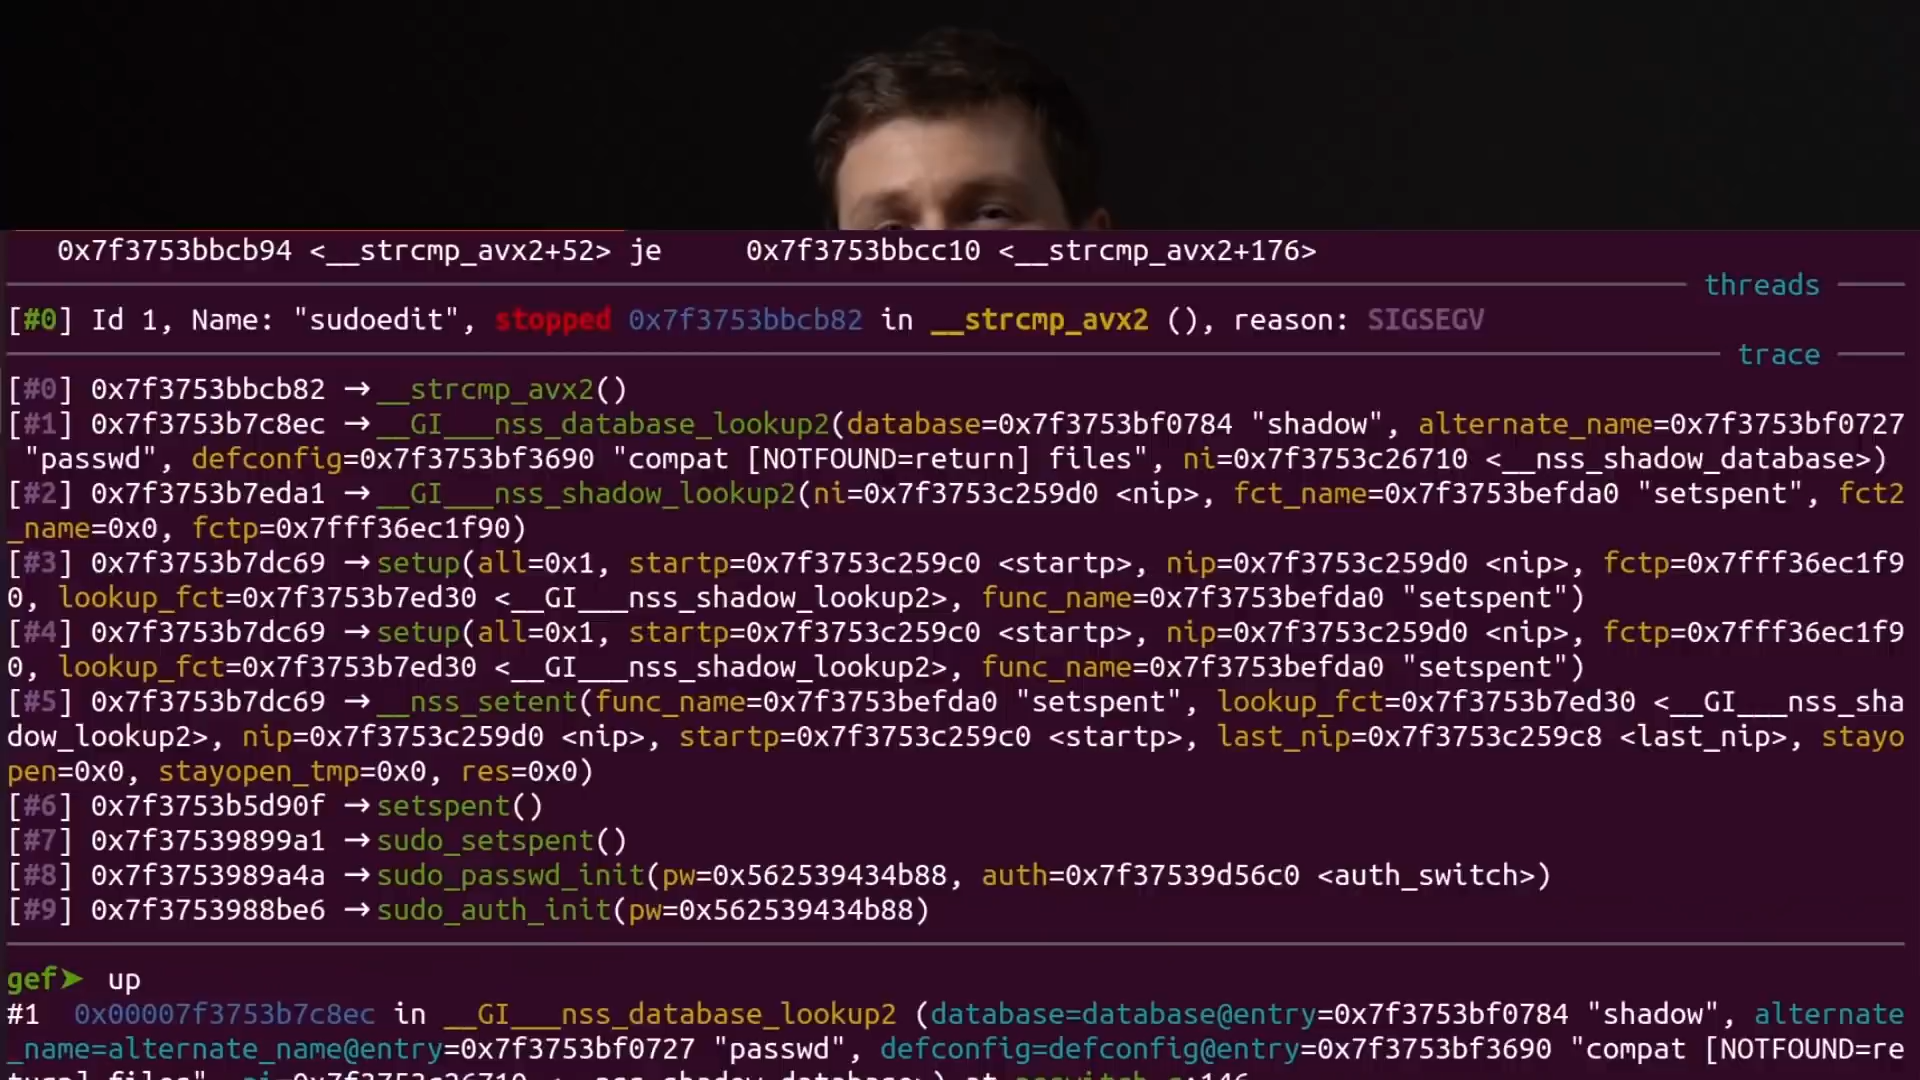 0x7f3753bbcb94 <__strcmp_avx2+52> je     0x7f3753bbcc10 <__strcmp_avx2+176>
threads
[#0] Id 1, Name: "sudoedit", stopped 0x7f3753bbcb82 in __strcmp_avx2 (), reason: SIGSEGV
trace
[#0] 0x7f3753bbcb82 → __strcmp_avx2()
[#1] 0x7f3753b7c8ec → __GI___nss_database_lookup2(database=0x7f3753bf0784 "shadow", alternate_name=0x7f3753bf0727
"passwd", defconfig=0x7f3753bf3690 "compat [NOTFOUND=return] files", ni=0x7f3753c26710 <__nss_shadow_database>)
[#2] 0x7f3753b7eda1 → __GI___nss_shadow_lookup2(ni=0x7f3753c259d0 <nip>, fct_name=0x7f3753befda0 "setspent", fct2
_name=0x0, fctp=0x7fff36ec1f90)
[#3] 0x7f3753b7dc69 → setup(all=0x1, startp=0x7f3753c259c0 <startp>, nip=0x7f3753c259d0 <nip>, fctp=0x7fff36ec1f9
0, lookup_fct=0x7f3753b7ed30 <__GI___nss_shadow_lookup2>, func_name=0x7f3753befda0 "setspent")
[#4] 0x7f3753b7dc69 → setup(all=0x1, startp=0x7f3753c259c0 <startp>, nip=0x7f3753c259d0 <nip>, fctp=0x7fff36ec1f9
0, lookup_fct=0x7f3753b7ed30 <__GI___nss_shadow_lookup2>, func_name=0x7f3753befda0 "setspent")
[#5] 0x7f3753b7dc69 → __nss_setent(func_name=0x7f3753befda0 "setspent", lookup_fct=0x7f3753b7ed30 <__GI___nss_sha
dow_lookup2>, nip=0x7f3753c259d0 <nip>, startp=0x7f3753c259c0 <startp>, last_nip=0x7f3753c259c8 <last_nip>, stayo
pen=0x0, stayopen_tmp=0x0, res=0x0)
[#6] 0x7f3753b5d90f → setspent()
[#7] 0x7f37539899a1 → sudo_setspent()
[#8] 0x7f3753989a4a → sudo_passwd_init(pw=0x562539434b88, auth=0x7f37539d56c0 <auth_switch>)
[#9] 0x7f3753988be6 → sudo_auth_init(pw=0x562539434b88)
gef➤ up
#1  0x00007f3753b7c8ec in __GI___nss_database_lookup2 (database=database@entry=0x7f3753bf0784 "shadow", alternate
_name=alternate_name@entry=0x7f3753bf0727 "passwd", defconfig=defconfig@entry=0x7f3753bf3690 "compat [NOTFOUND=re